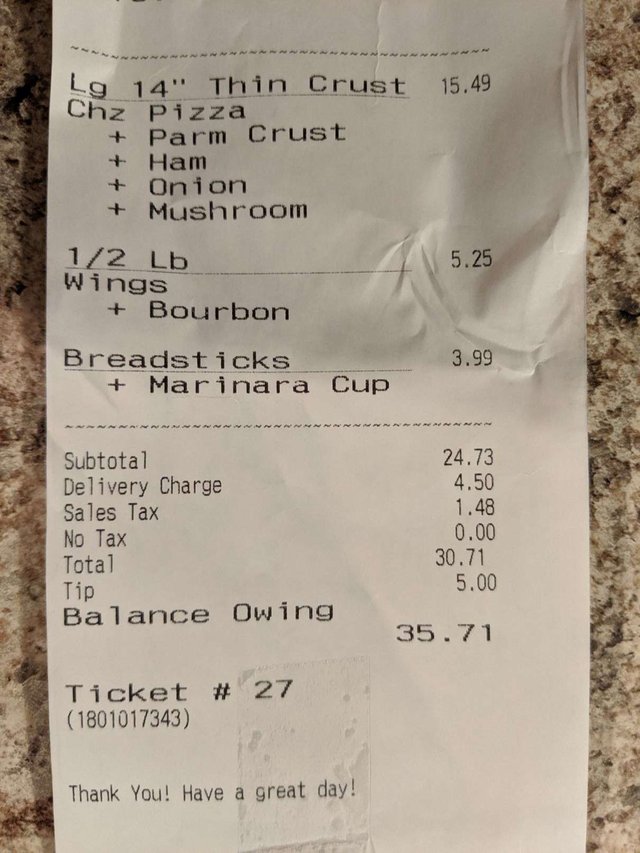 Lg 14" Thin Crust 15.49
Chz Pizza
+ Parm Crust
+ Ham
+ Onion
+ Mushroom
1/2 Lb 5.25
Wings
+ Bourbon
Breadsticks 3.99
+ Marinara Cup
Subtotal 24.73
Delivery Charge 4.50
Sales Tax 1.48
No Tax 0.00
Total 30.71
Tip 5.00
Balance Owing
35.71
Ticket # 27
(1801017343)
Thank You! Have a great day!